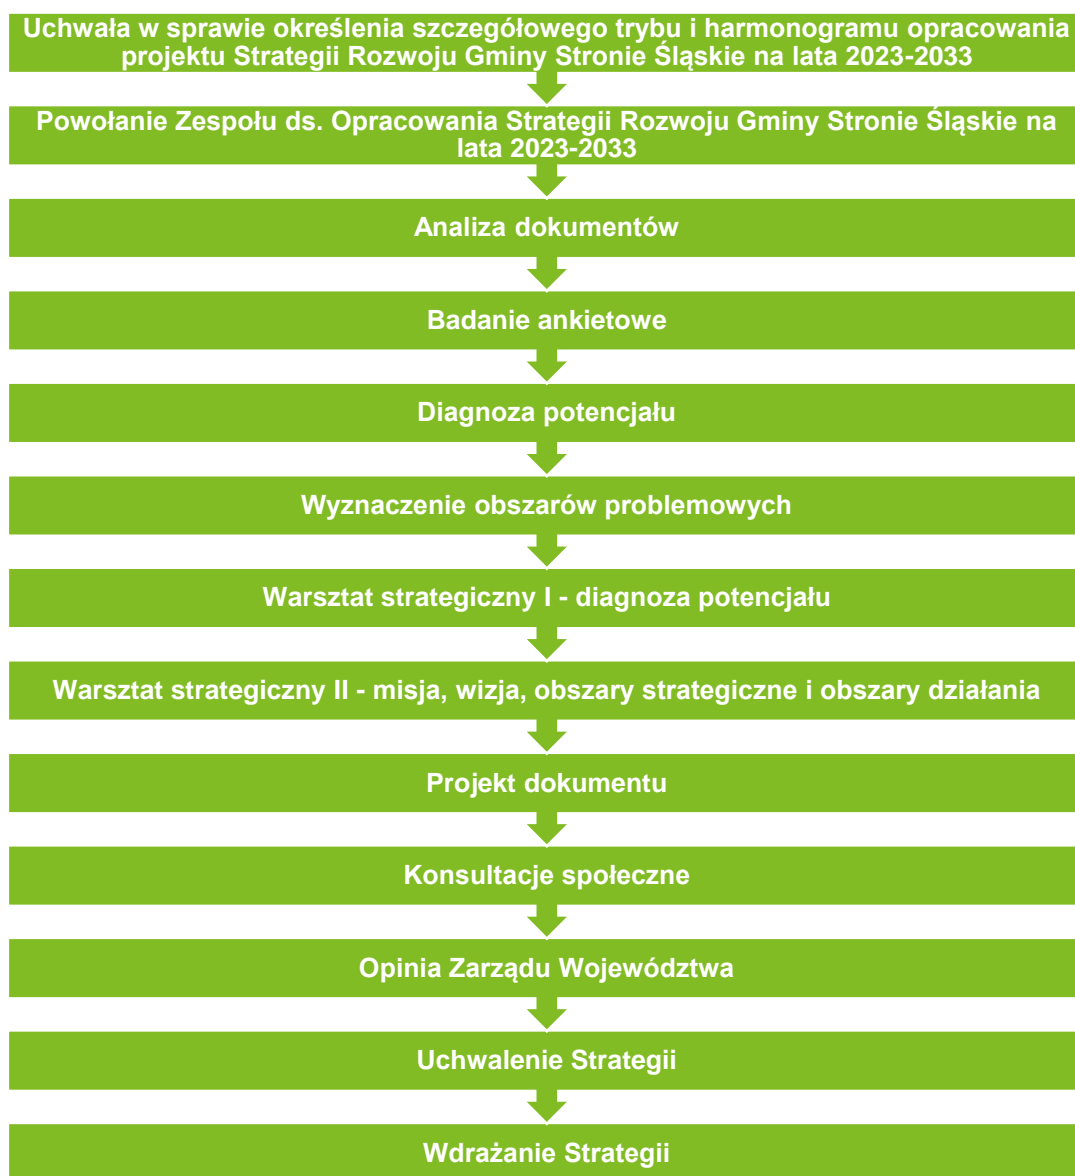 Uchwała w sprawie określenia szczegółowego trybu i harmonogramu opracowania
projektu Strategii Rozwoju Gminy Stronie Śląskie na lata 2023-2033
Powołanie Zespołu ds. Opracowania Strategii Rozwoju Gminy Stronie Śląskie na
lata 2023-2033
Analiza dokumentów
Badanie ankietowe
Diagnoza potencjału
Wyznaczenie obszarów problemowych
Warsztat strategiczny I - diagnoza potencjału
Warsztat strategiczny II - misja, wizja, obszary strategiczne i obszary działania
Projekt dokumentu
Konsultacje społeczne
Opinia Zarządu Województwa
Uchwalenie Strategii
Wdrażanie Strategii